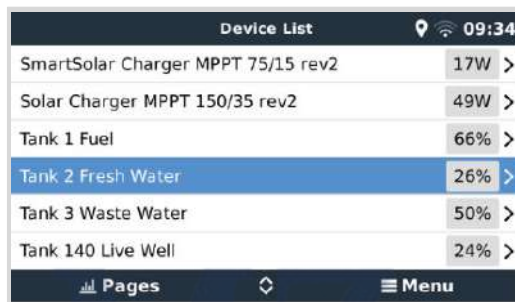 Device List 09:34
SmartSolar Charger MPPT 75/15 rev2 17W
Solar Charger MPPT 150/35 rev2 49W
Tank 1 Fuel 66%
Tank 2 Fresh Water 26%
Tank 3 Waste Water 50%
Tank 140 Live Well 24%
Pages Menu